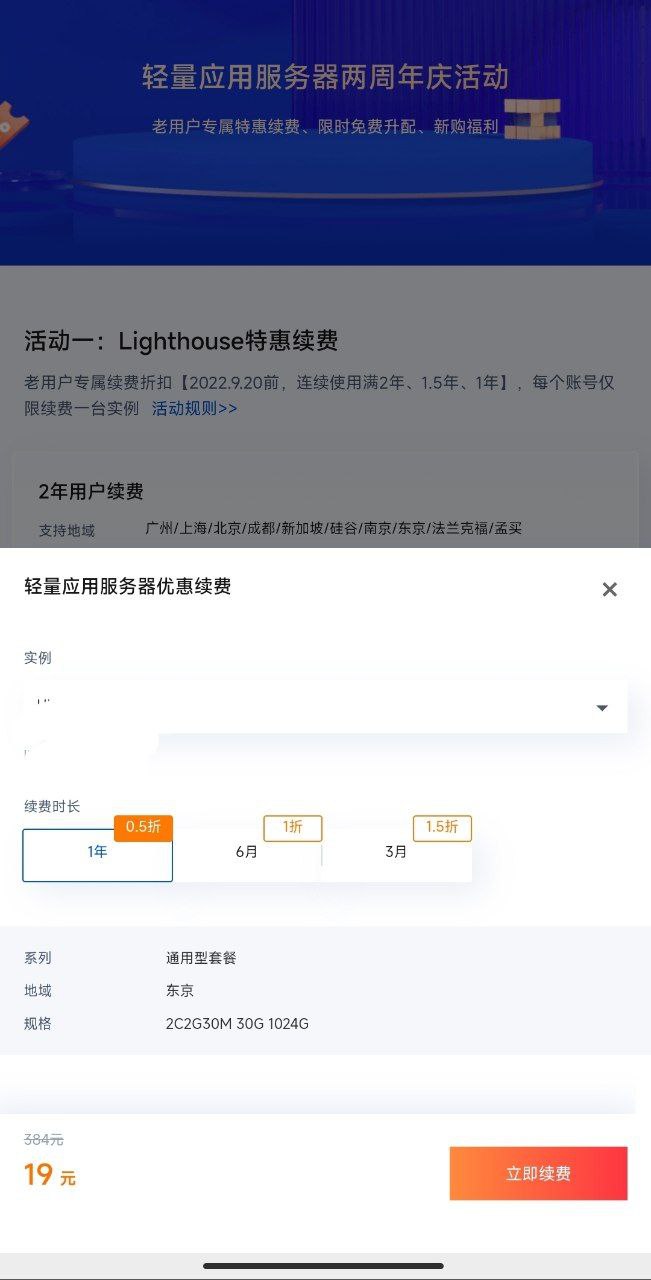 轻量应用服务器两周年庆活动
老用户专属特惠续费、限时免费升配、新购福利
活动一：Lighthouse特惠续费
老用户专属续费折扣【2022.9.20前，连续使用满2年、1.5年、1年】，每个账号仅
限续费一台实例 活动规则>>
2年用户续费
支持地域 广州/上海/北京/成都/新加坡/硅谷/南京/东京/法兰克福/孟买
轻量应用服务器优惠续费
实例
续费时长
0.5折 1折 1.5折
1年 6月 3月
系列 通用型套餐
地域 东京
规格 2C2G30M 30G 1024G
384元
19 元
立即续费